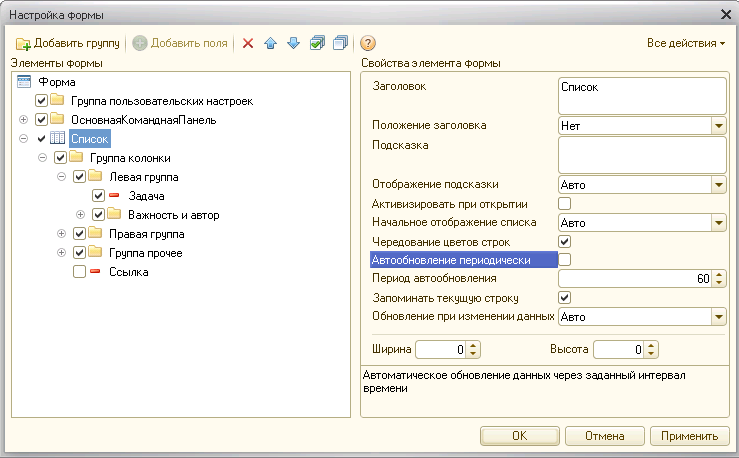 Настройка формы
Добавить группу
Добавить поля
Все действия
Элементы формы
Форма
Группа пользовательских настроек
ОсновнаяКоманднаяПанель
Список
Группа колонки
Левая группа
Задача
Важность и автор
Правая группа
Группа прочее
Ссылка
Свойства элемента формы
Заголовок Список
Положение заголовка Нет
Подсказка
Отображение подсказки Авто
Активизировать при открытии
Начальное отображение списка Авто
Чередование цветов строк
Автообновление периодически
Период автообновления 60
Запоминать текущую строку
Обновление при изменении данных Авто
Ширина 0 Высота 0
Автоматическое обновление данных через заданный интервал
времени
ОК Отмена Применить